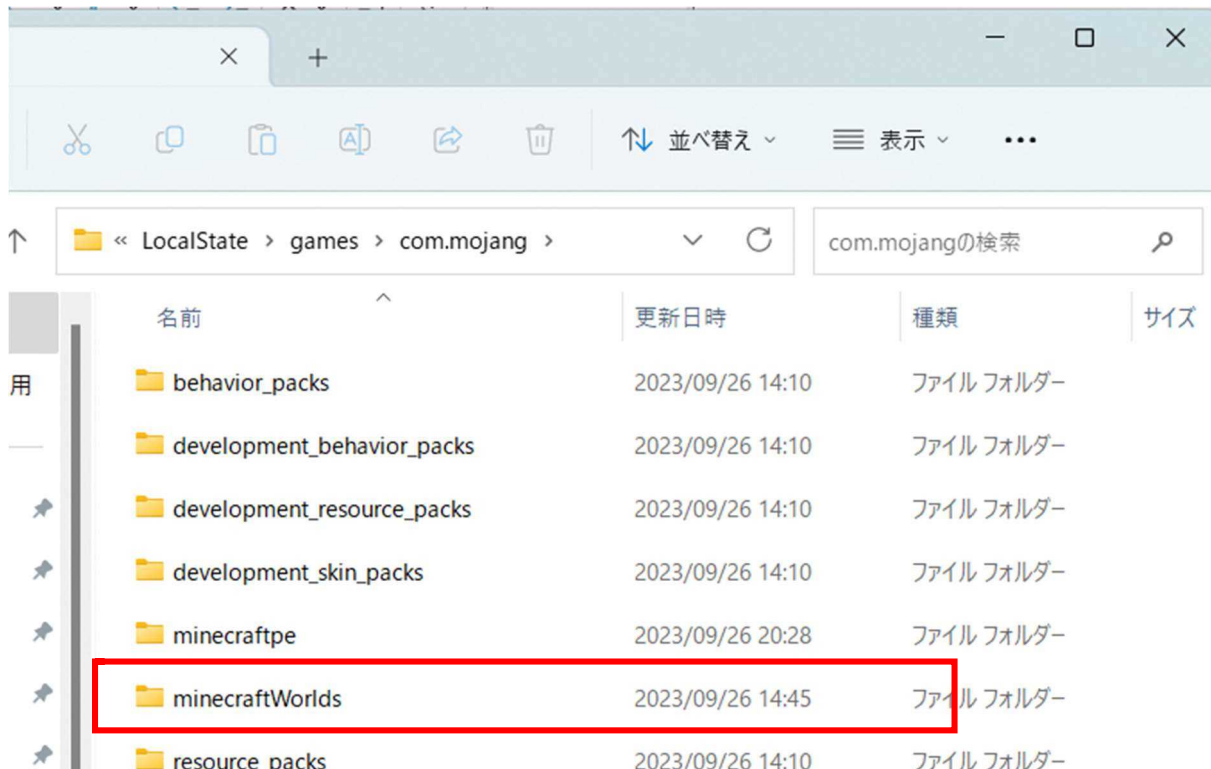 並べ替え 表示
« LocalState > games > com.mojang > com.mojangの検索
名前 更新日時 種類 サイズ
用
behavior_packs 2023/09/26 14:10 ファイル フォルダー
development_behavior_packs 2023/09/26 14:10 ファイル フォルダー
development_resource_packs 2023/09/26 14:10 ファイル フォルダー
development_skin_packs 2023/09/26 14:10 ファイル フォルダー
minecraftpe 2023/09/26 20:28 ファイル フォルダー
minecraftWorlds 2023/09/26 14:45 ファイル フォルダー
resource_packs 2023/09/26 14:10 ファイル フォルダー